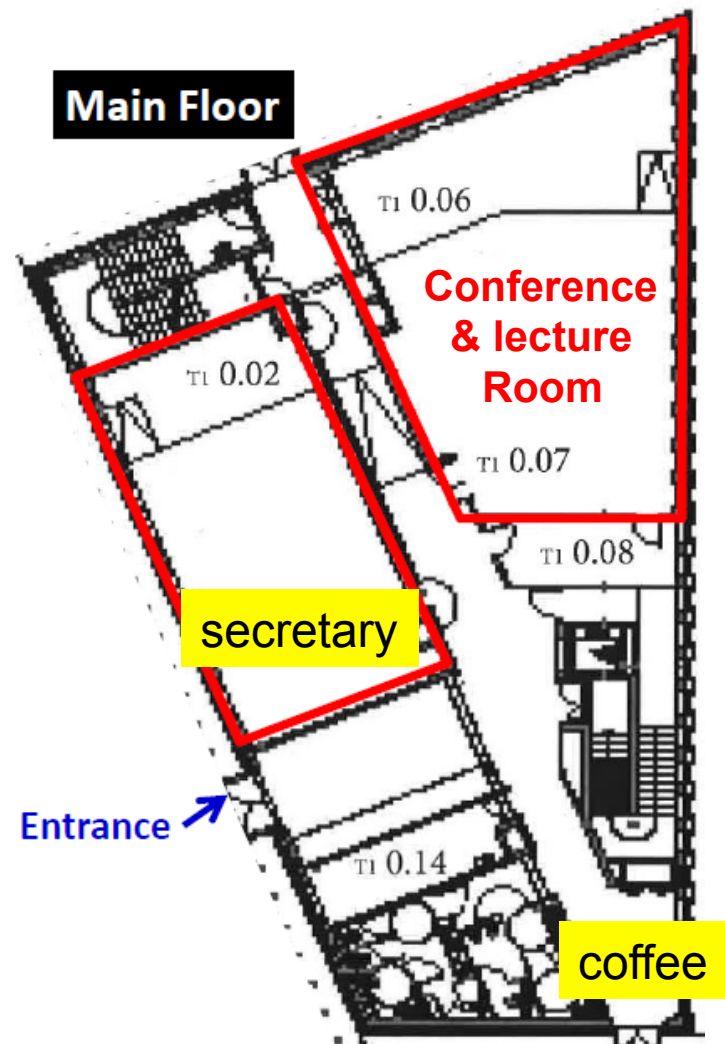 Main Floor
T1 0.06
Conference
& lecture
Room
T1 0.02
T1 0.07
T1 0.08
secretary
Entrance
T1 0.14
coffee